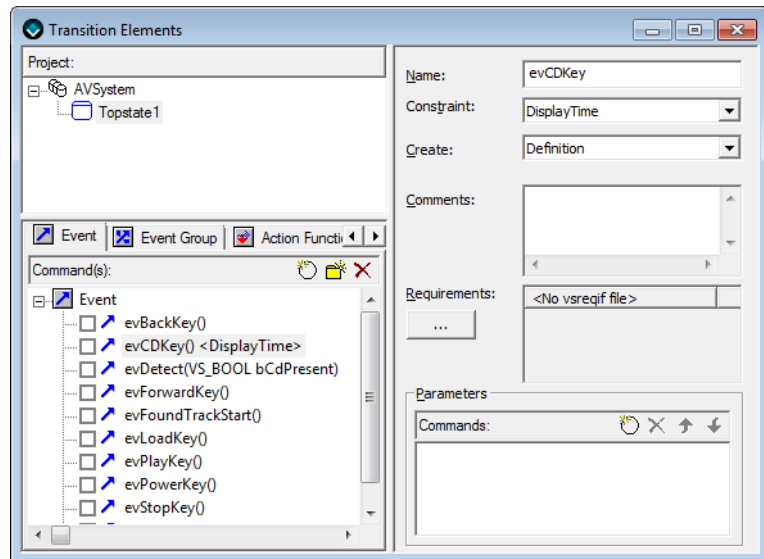 Transition Elements
Project:
AVSystem
Topstate1
Event
Event Group
Action Functi
Command(s):
Event
evBackKey()
evCDKey() <DisplayTime>
evDetect(VS_BOOL bCdPresent)
evForwardKey()
evFoundTrackStart()
evLoadKey()
evPlayKey()
evPowerKey()
evStopKey()
Name:
evCDKey
Constraint:
DisplayTime
Create:
Definition
Comments:
Requirements:
<No vsreqif file>
...
Parameters
Commands: